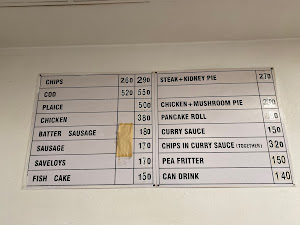 CHIPS 260 290
COD 520 550
PLAICE 500
CHICKEN 380
BATTER SAUSAGE 180
SAUSAGE 170
SAVELOYS 170
FISH CAKE 150
STEAK + KIDNEY PIE 270
CHICKEN + MUSHROOM PIE
PANCAKE ROLL
CURRY SAUCE 150
CHIPS IN CURRY SAUCE (TOGETHER) 320
PEA FRITTER 150
CAN DRINK 140